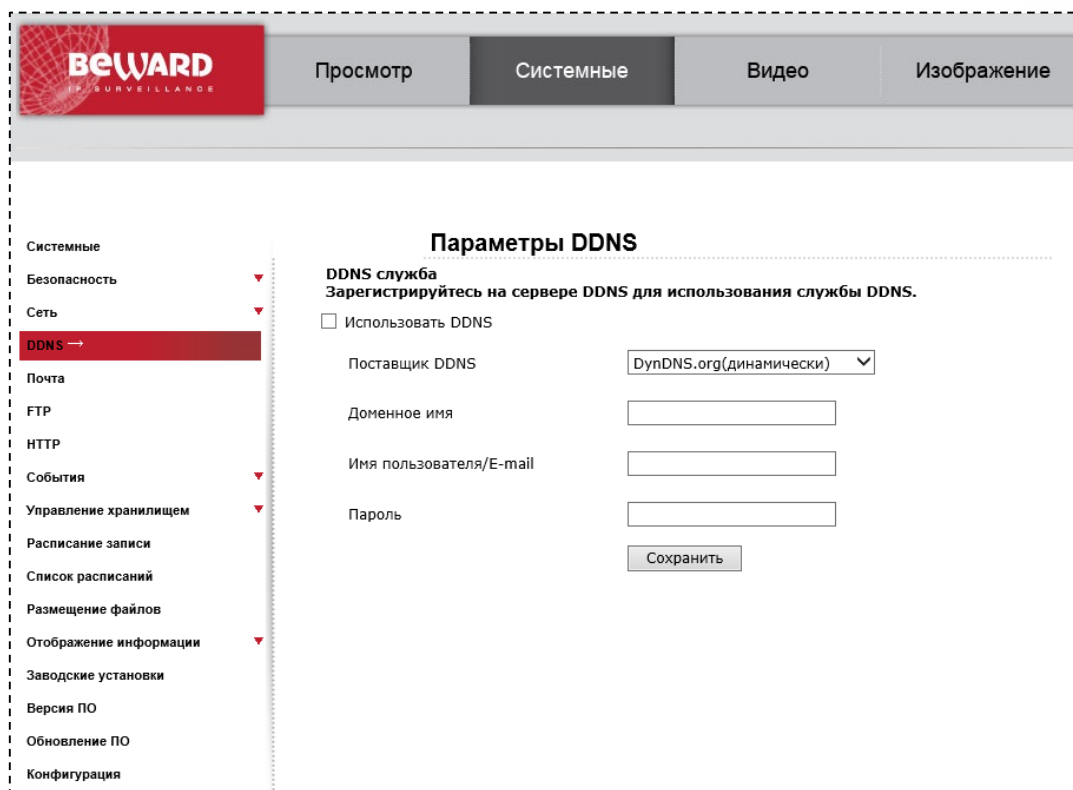 BEWARD
IP SURVEILLANCE
Просмотр
Системные
Видео
Изображение
Системные
Безопасность
Сеть
DDNS →
Почта
FTP
HTTP
События
Управление хранилищем
Расписание записи
Список расписаний
Размещение файлов
Отображение информации
Заводские установки
Версия ПО
Обновление ПО
Конфигурация
Параметры DDNS
DDNS служба
Зарегистрируйтесь на сервере DDNS для использования службы DDNS.
Использовать DDNS
Поставщик DDNS
DynDNS.org(динамически)
Доменное имя
Имя пользователя/E-mail
Пароль
Сохранить